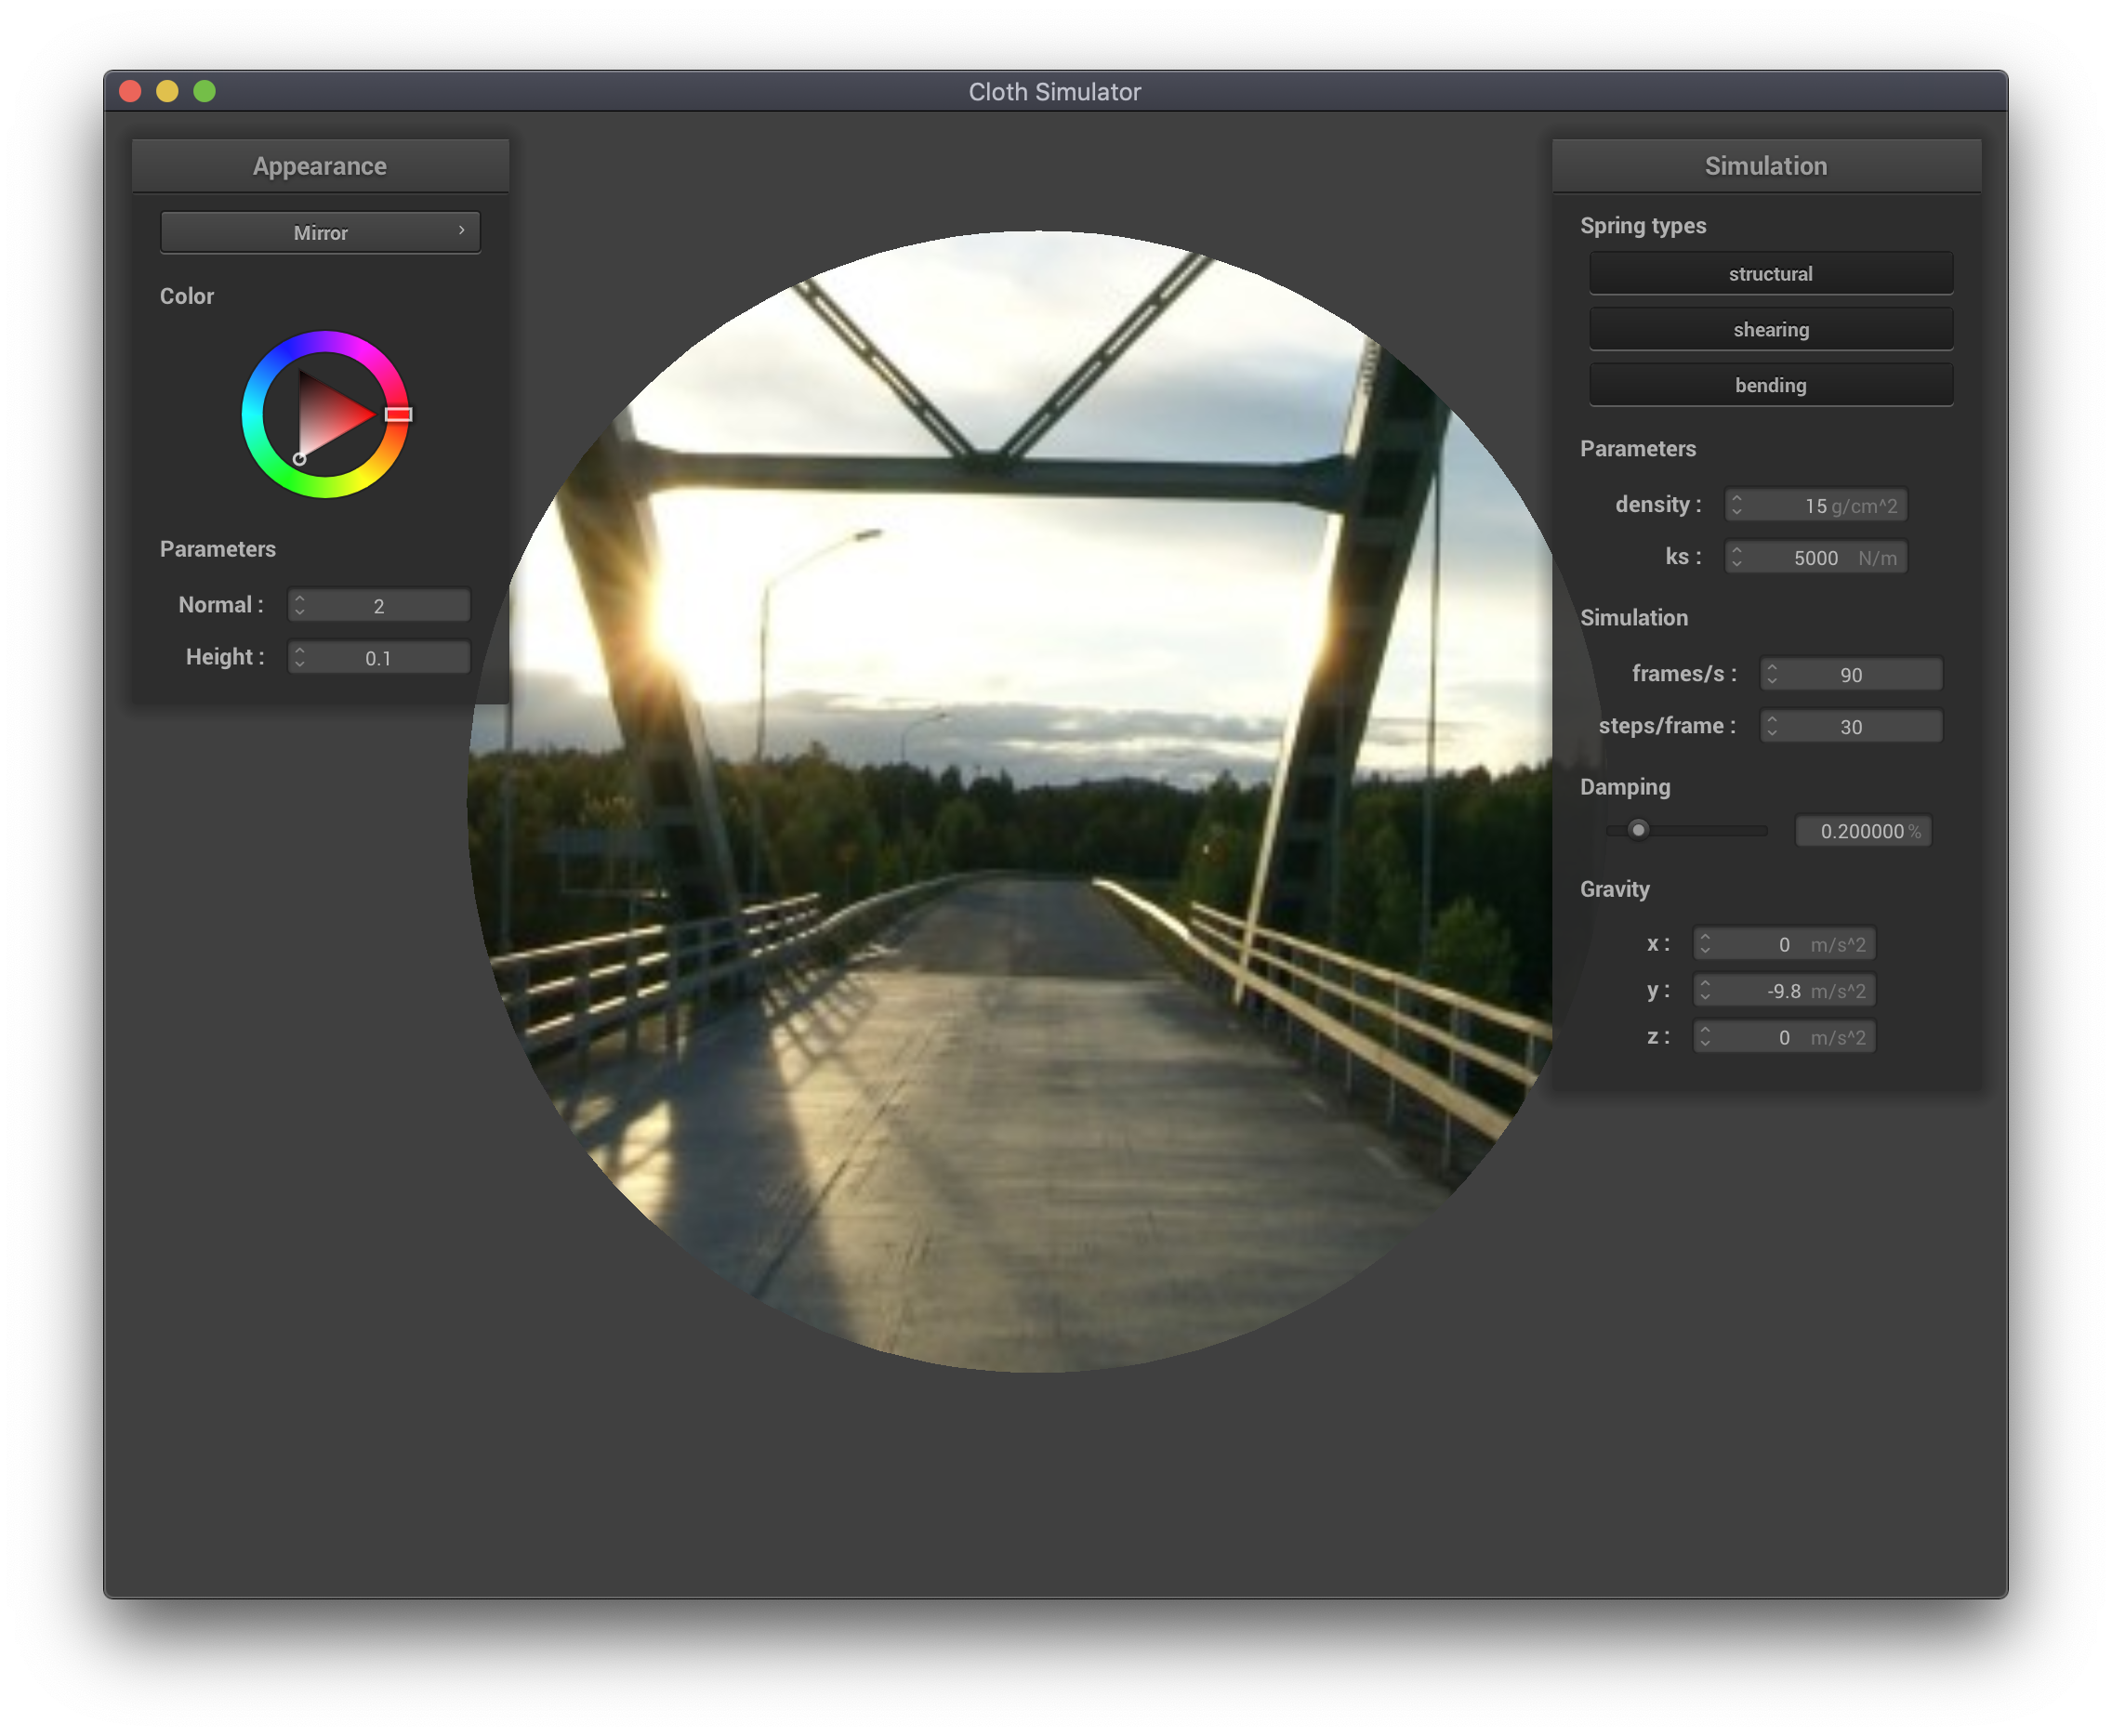 Cloth Simulator
Appearance
Mirror
Color
Parameters
Normal : 2
Height : 0.1
Simulation
Spring types
structural
shearing
bending
Parameters
density : 15 g/cm^2
ks : 5000 N/m
Simulation
frames/s : 90
steps/frame : 30
Damping
0.200000 %
Gravity
x : 0 m/s^2
y : -9.8 m/s^2
z : 0 m/s^2